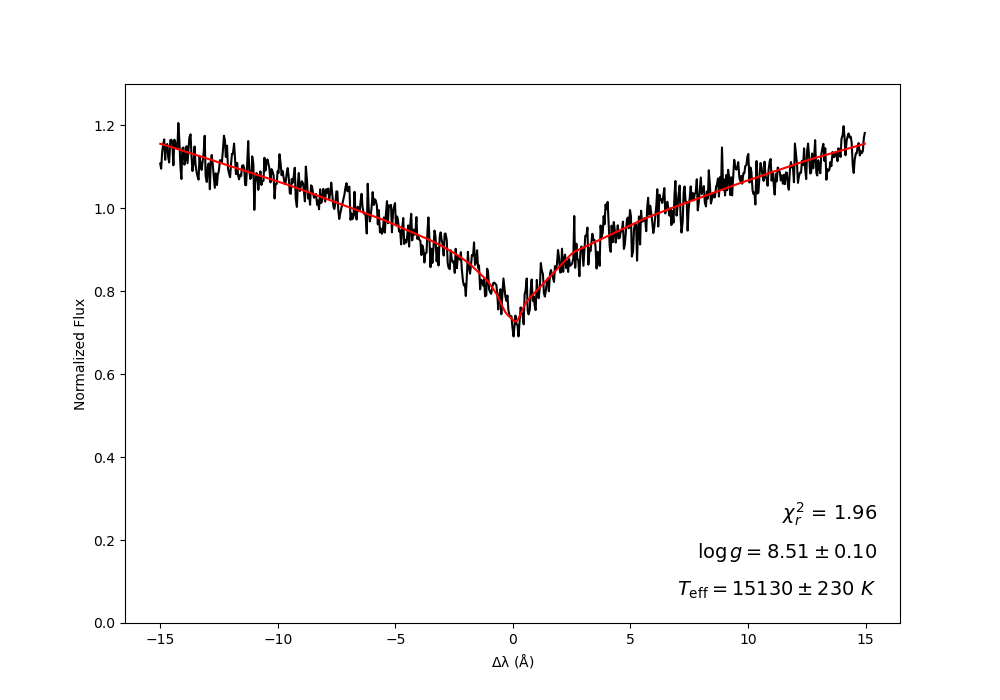 1.2
1.0
0.8
0.6
0.4
0.2
0.0
Normalized Flux
−15
−10
−5
0
5
10
15
Δλ (Å)
χ²ᵣ = 1.96
log g = 8.51 ± 0.10
T_eff = 15130 ± 230 K